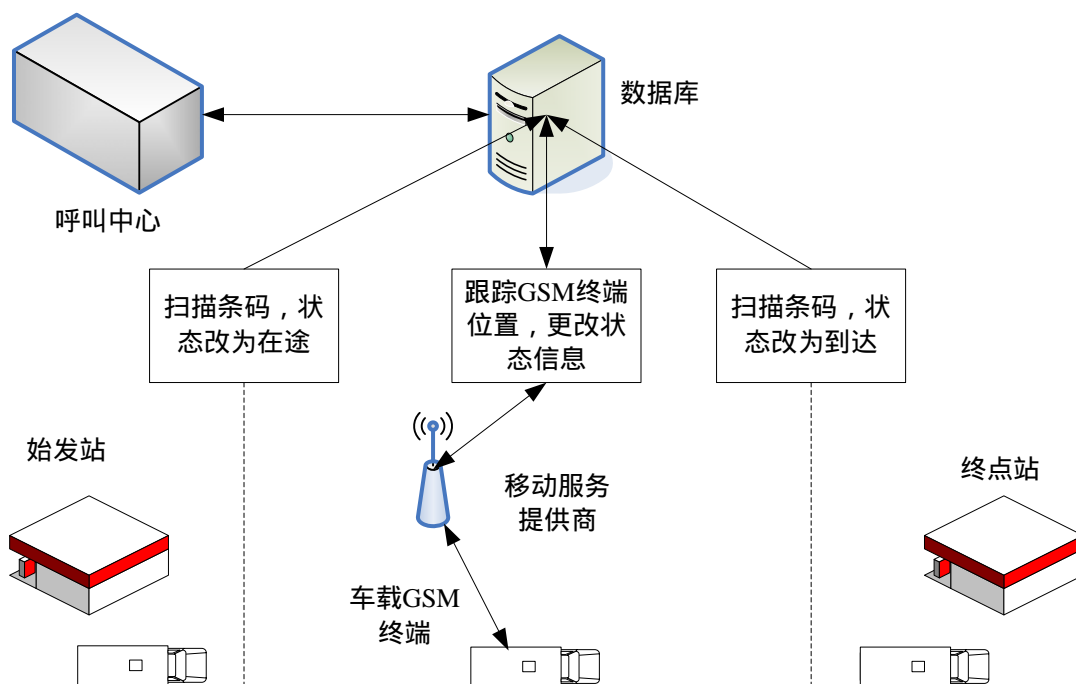 数据库
呼叫中心
扫描条码，状
态改为在途
跟踪GSM终端
位置，更改状
态信息
扫描条码，状
态改为到达
始发站
移动服务
提供商
终点站
车载GSM
终端